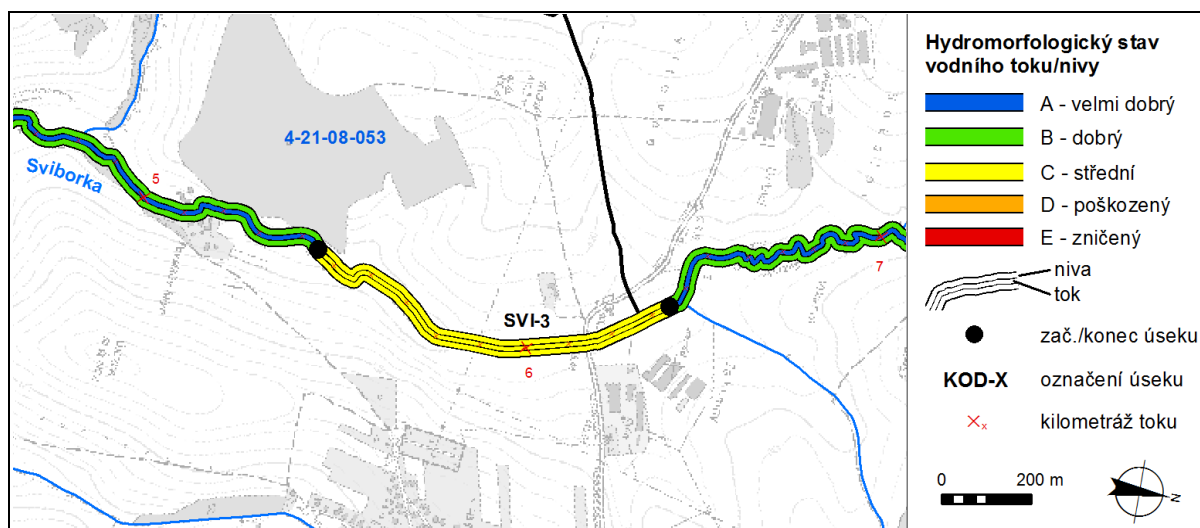 4-21-08-053
Sviborka
5
SVI-3
6
7
Hydromorfologický stav
vodního toku/nivy
A - velmi dobrý
B - dobrý
C - střední
D - poškozený
E - zničený
niva
tok
zač./konec úseku
KOD-X označení úseku
x kilometráž toku
0 200 m
N